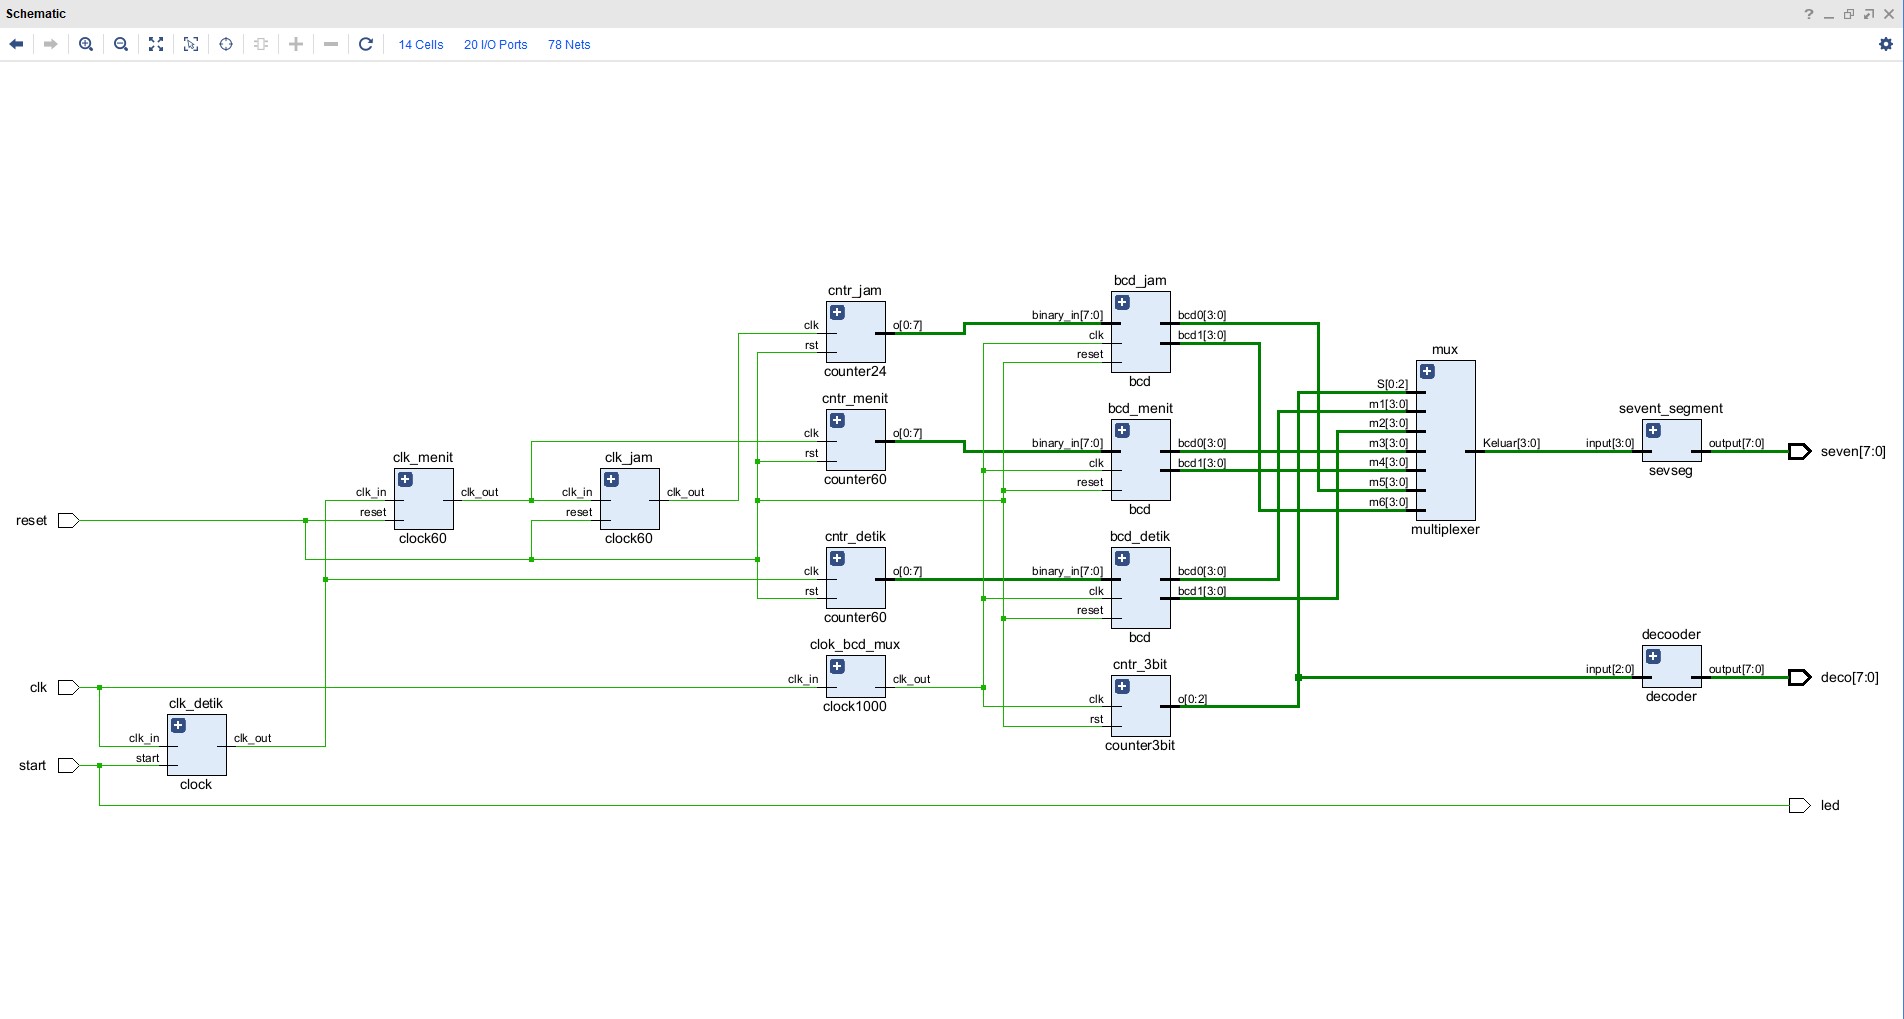 Schematic
14 Cells 20 I/O Ports 78 Nets
reset
clk
start
clk_detik
clk_in
start
clk_out
clock
clk_menit
clk_in
reset
clk_out
clock60
clk_jam
clk_in
reset
clk_out
clock60
cntr_jam
clk
rst
o[0:7]
counter24
cntr_menit
clk
rst
o[0:7]
counter60
cntr_detik
clk
rst
o[0:7]
counter60
clok_bcd_mux
clk_in
clk_out
clock1000
bcd_jam
binary_in[7:0]
clk
reset
bcd0[3:0]
bcd1[3:0]
bcd
bcd_menit
binary_in[7:0]
clk
reset
bcd0[3:0]
bcd1[3:0]
bcd
bcd_detik
binary_in[7:0]
clk
reset
bcd0[3:0]
bcd1[3:0]
bcd
cntr_3bit
clk
rst
o[0:2]
counter3bit
mux
S[0:2]
m1[3:0]
m2[3:0]
m3[3:0]
m4[3:0]
m5[3:0]
m6[3:0]
Keluar[3:0]
multiplexer
sevent_segment
input[3:0]
output[7:0]
sevseg
seven[7:0]
decooder
input[2:0]
output[7:0]
decoder
deco[7:0]
led